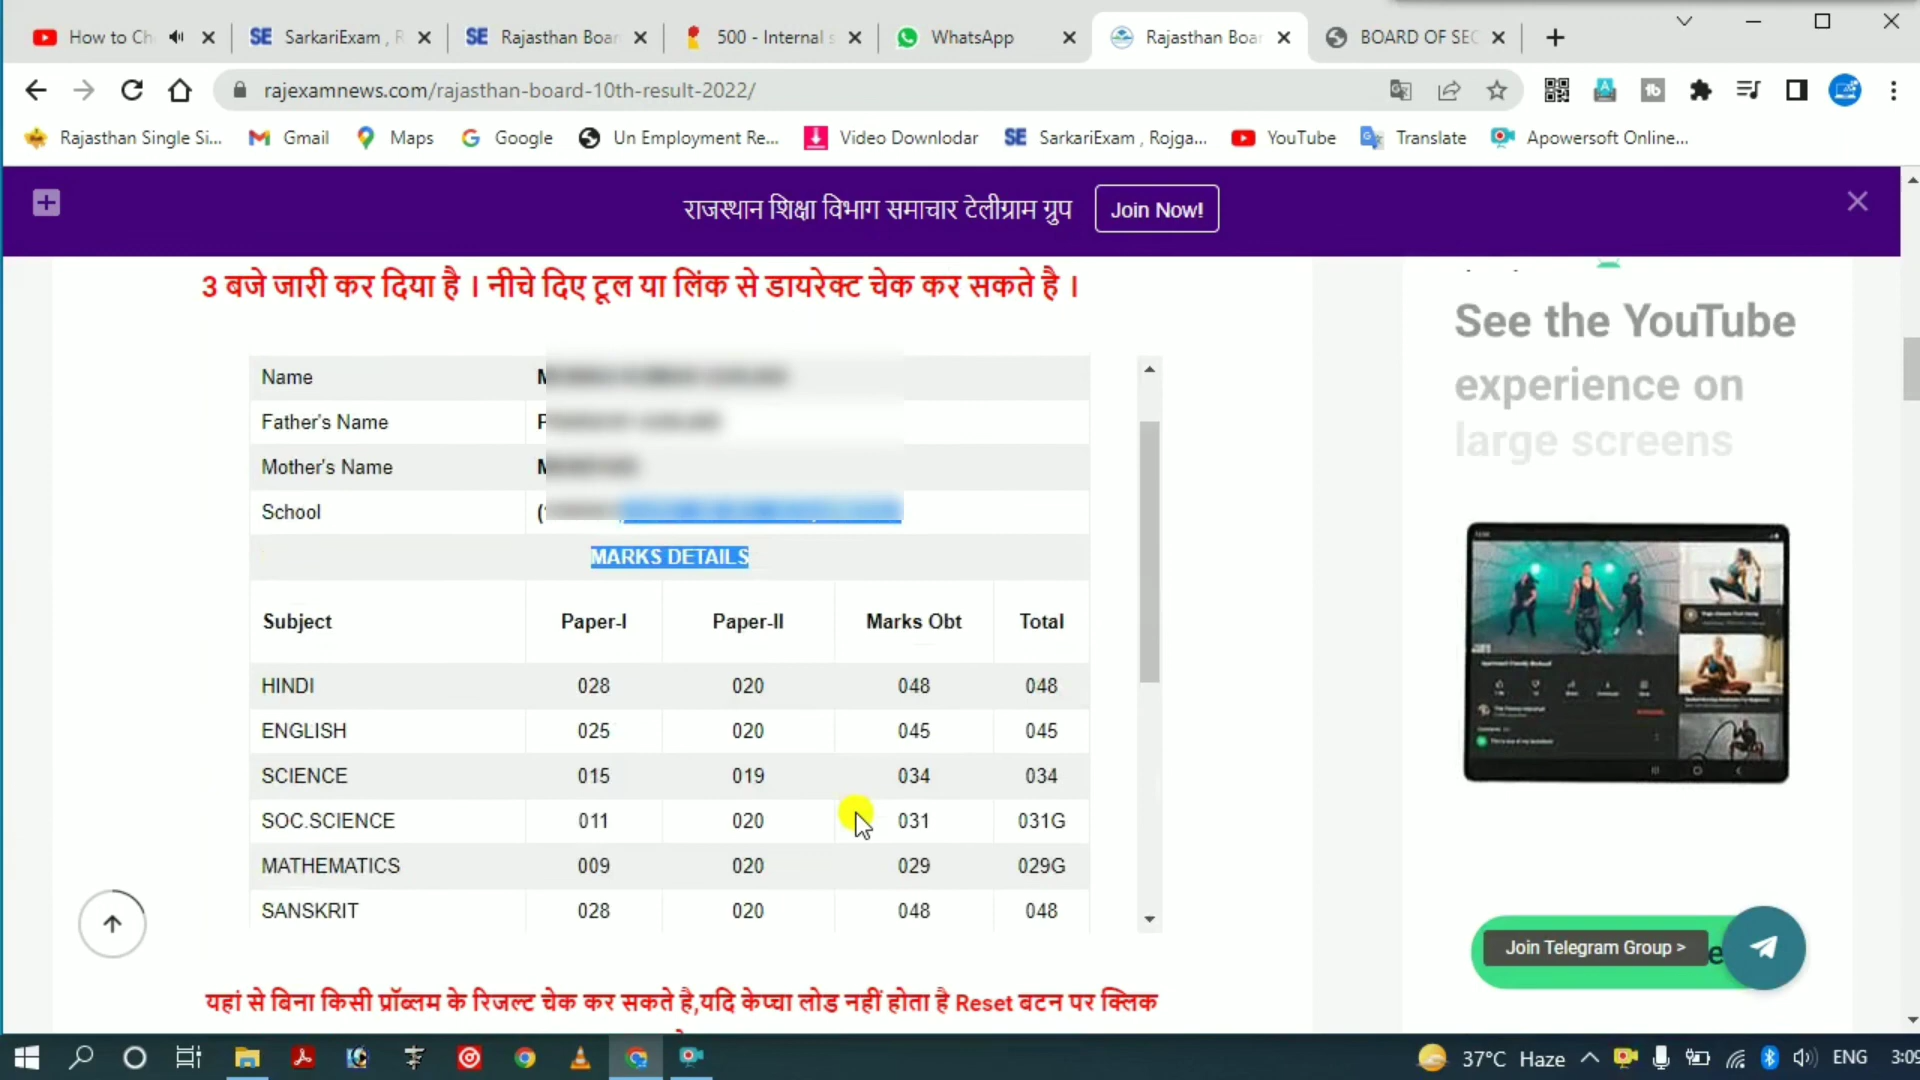 How to Ch
SarkariExam , R
Rajasthan Boar
500 - Internal s
WhatsApp
Rajasthan Boar
BOARD OF SEC
rajexamnews.com/rajasthan-board-10th-result-2022/
Rajasthan Single Si...
Gmail
Maps
Google
Un Employment Re...
Video Downlodar
SarkariExam , Rojga...
YouTube
Translate
Apowersoft Online...
राजस्थान शिक्षा विभाग समाचार टेलीग्राम ग्रुप
Join Now!
3 बजे जारी कर दिया है । नीचे दिए टूल या लिंक से डायरेक्ट चेक कर सकते है ।
Name
Father's Name
Mother's Name
School
MARKS DETAILS
Subject Paper-I Paper-II Marks Obt Total
HINDI 028 020 048 048
ENGLISH 025 020 045 045
SCIENCE 015 019 034 034
SOC.SCIENCE 011 020 031 031G
MATHEMATICS 009 020 029 029G
SANSKRIT 028 020 048 048
यहां से बिना किसी प्रॉब्लम के रिजल्ट चेक कर सकते है,यदि केप्चा लोड नहीं होता है Reset बटन पर क्लिक
See the YouTube
experience on
large screens
Join Telegram Group >
37°C Haze
ENG
3:09